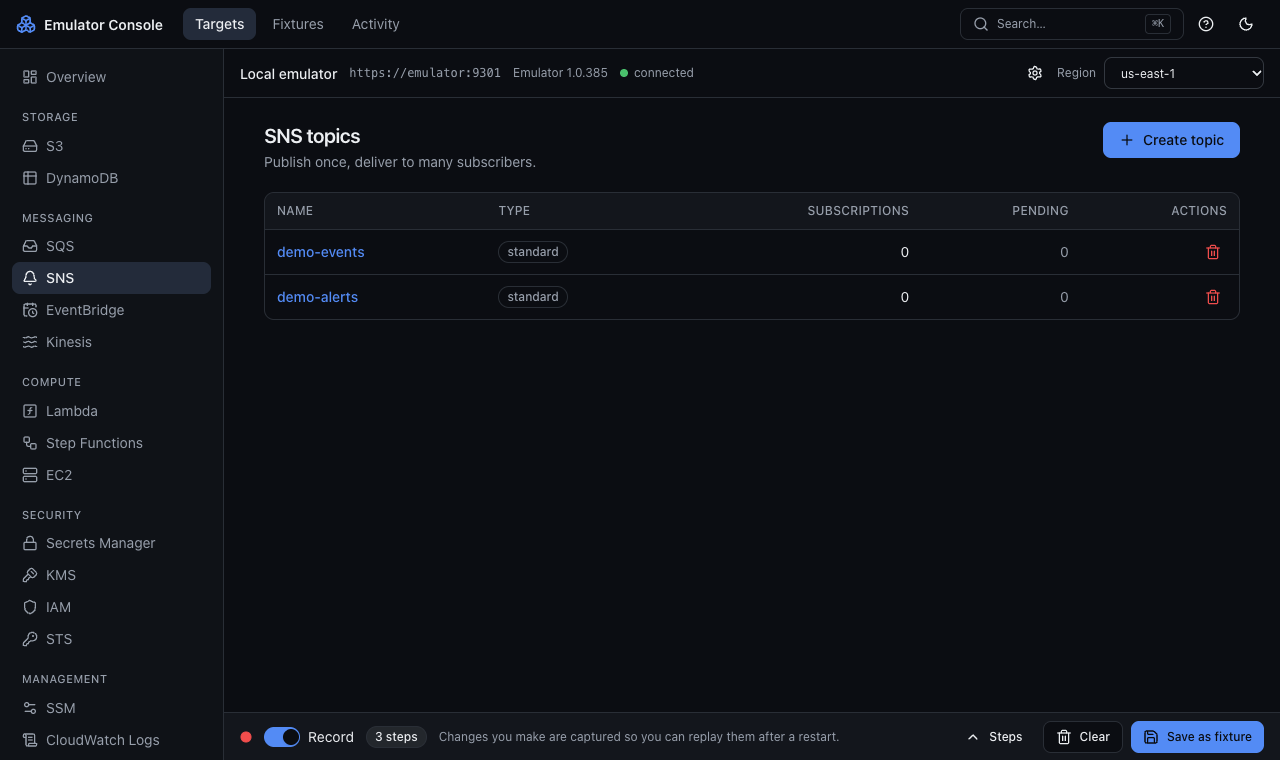 Emulator Console
Targets
Fixtures
Activity
Search...
⌘K
Overview
STORAGE
S3
DynamoDB
MESSAGING
SQS
SNS
EventBridge
Kinesis
COMPUTE
Lambda
Step Functions
EC2
SECURITY
Secrets Manager
KMS
IAM
STS
MANAGEMENT
SSM
CloudWatch Logs
Local emulator https://emulator:9301 Emulator 1.0.385 connected
Region us-east-1
SNS topics
Publish once, deliver to many subscribers.
Create topic
NAME TYPE SUBSCRIPTIONS PENDING ACTIONS
demo-events standard 0 0
demo-alerts standard 0 0
Record 3 steps Changes you make are captured so you can replay them after a restart.
Steps Clear Save as fixture